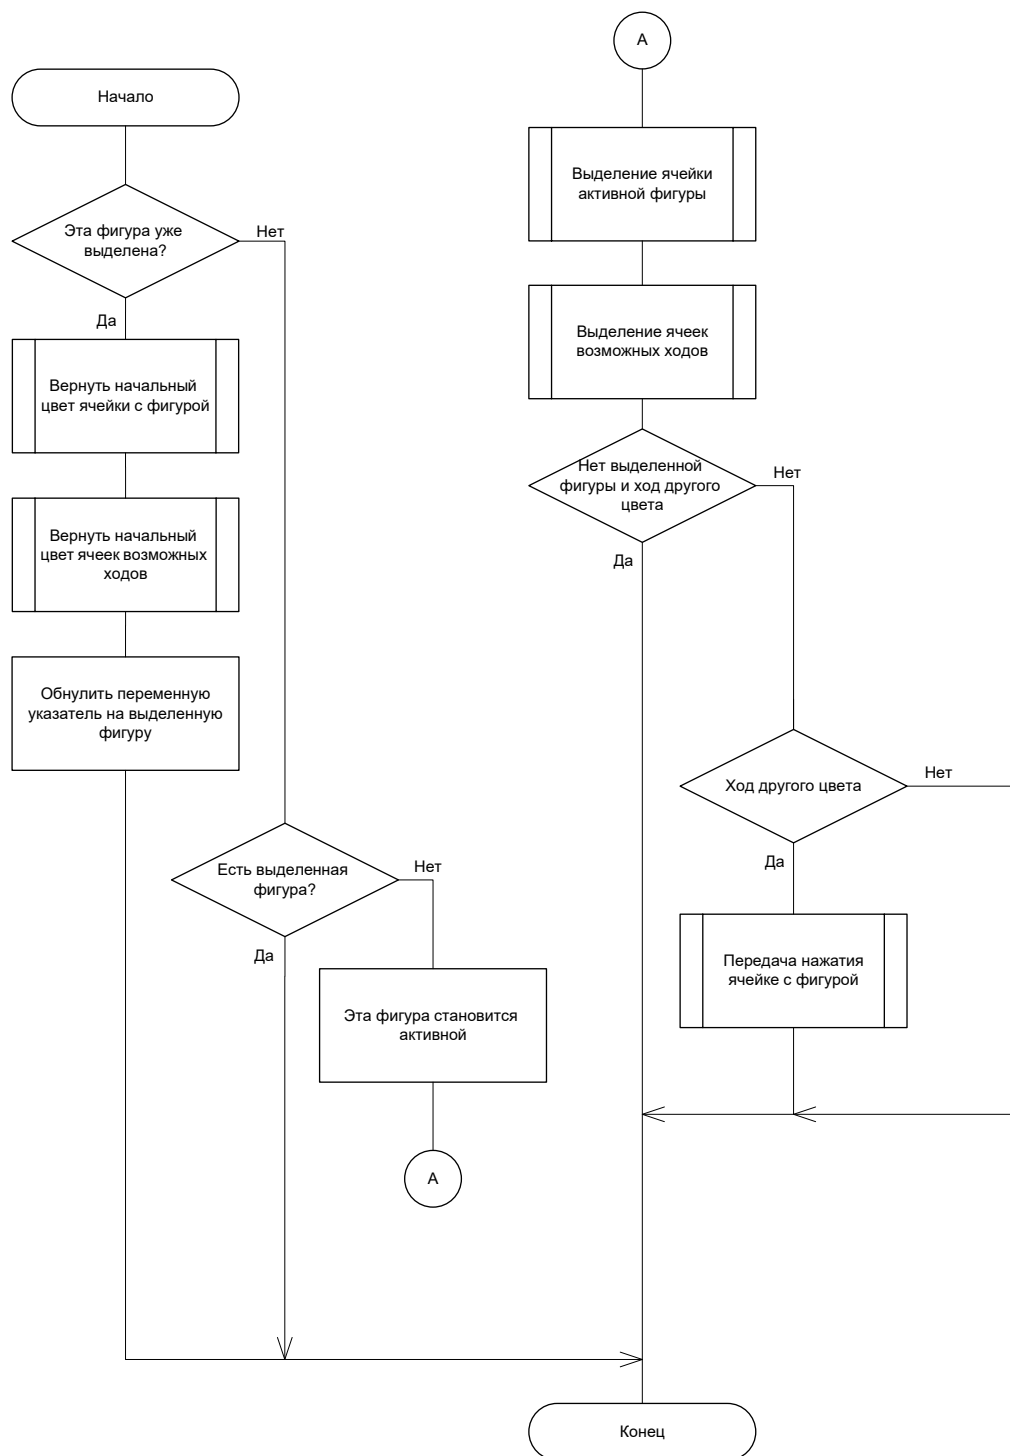 Начало
Эта фигура уже
выделена?
Нет
Да
Вернуть начальный
цвет ячейки с фигурой
Вернуть начальный
цвет ячеек возможных
ходов
Обнулить переменную
указатель на выделенную
фигуру
Есть выделенная
фигура?
Нет
Да
Эта фигура становится
активной
А
А
Выделение ячейки
активной фигуры
Выделение ячеек
возможных ходов
Нет выделенной
фигуры и ход другого
цвета
Нет
Да
Ход другого цвета
Нет
Да
Передача нажатия
ячейке с фигурой
Конец